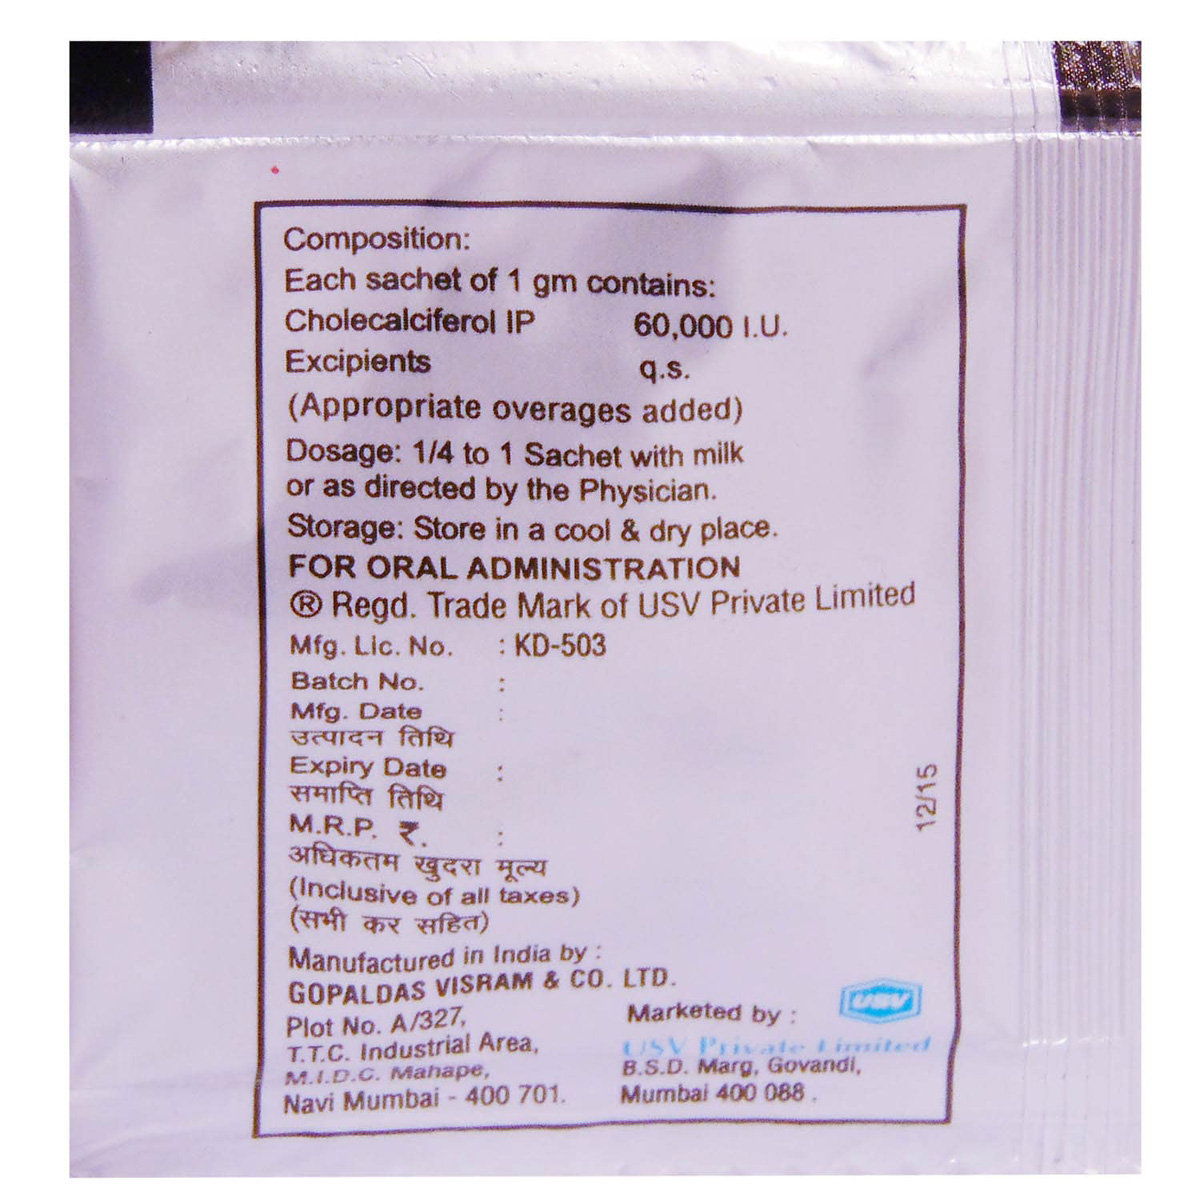 Composition:
Each sachet of 1 gm contains:
Cholecalciferol IP 60,000 I.U.
Excipients q.s.
(Appropriate overages added)
Dosage: 1/4 to 1 Sachet with milk
or as directed by the Physician.
Storage: Store in a cool & dry place.
FOR ORAL ADMINISTRATION
® Regd. Trade Mark of USV Private Limited
Mfg. Lic. No. : KD-503
Batch No. :
Mfg. Date :
उत्पादन तिथि
Expiry Date :
समाप्ति तिथि
12/15
M.R.P. ₹. :
अधिकतम खुदरा मूल्य
(Inclusive of all taxes)
(सभी कर सहित)
Manufactured in India by :
GOPALDAS VISRAM & CO. LTD.
Plot No. A/327,
T.T.C. Industrial Area,
M.I.D.C. Mahape,
Navi Mumbai - 400 701.
Marketed by :
USV
USV Private Limited
B.S.D. Marg, Govandi,
Mumbai 400 088 .